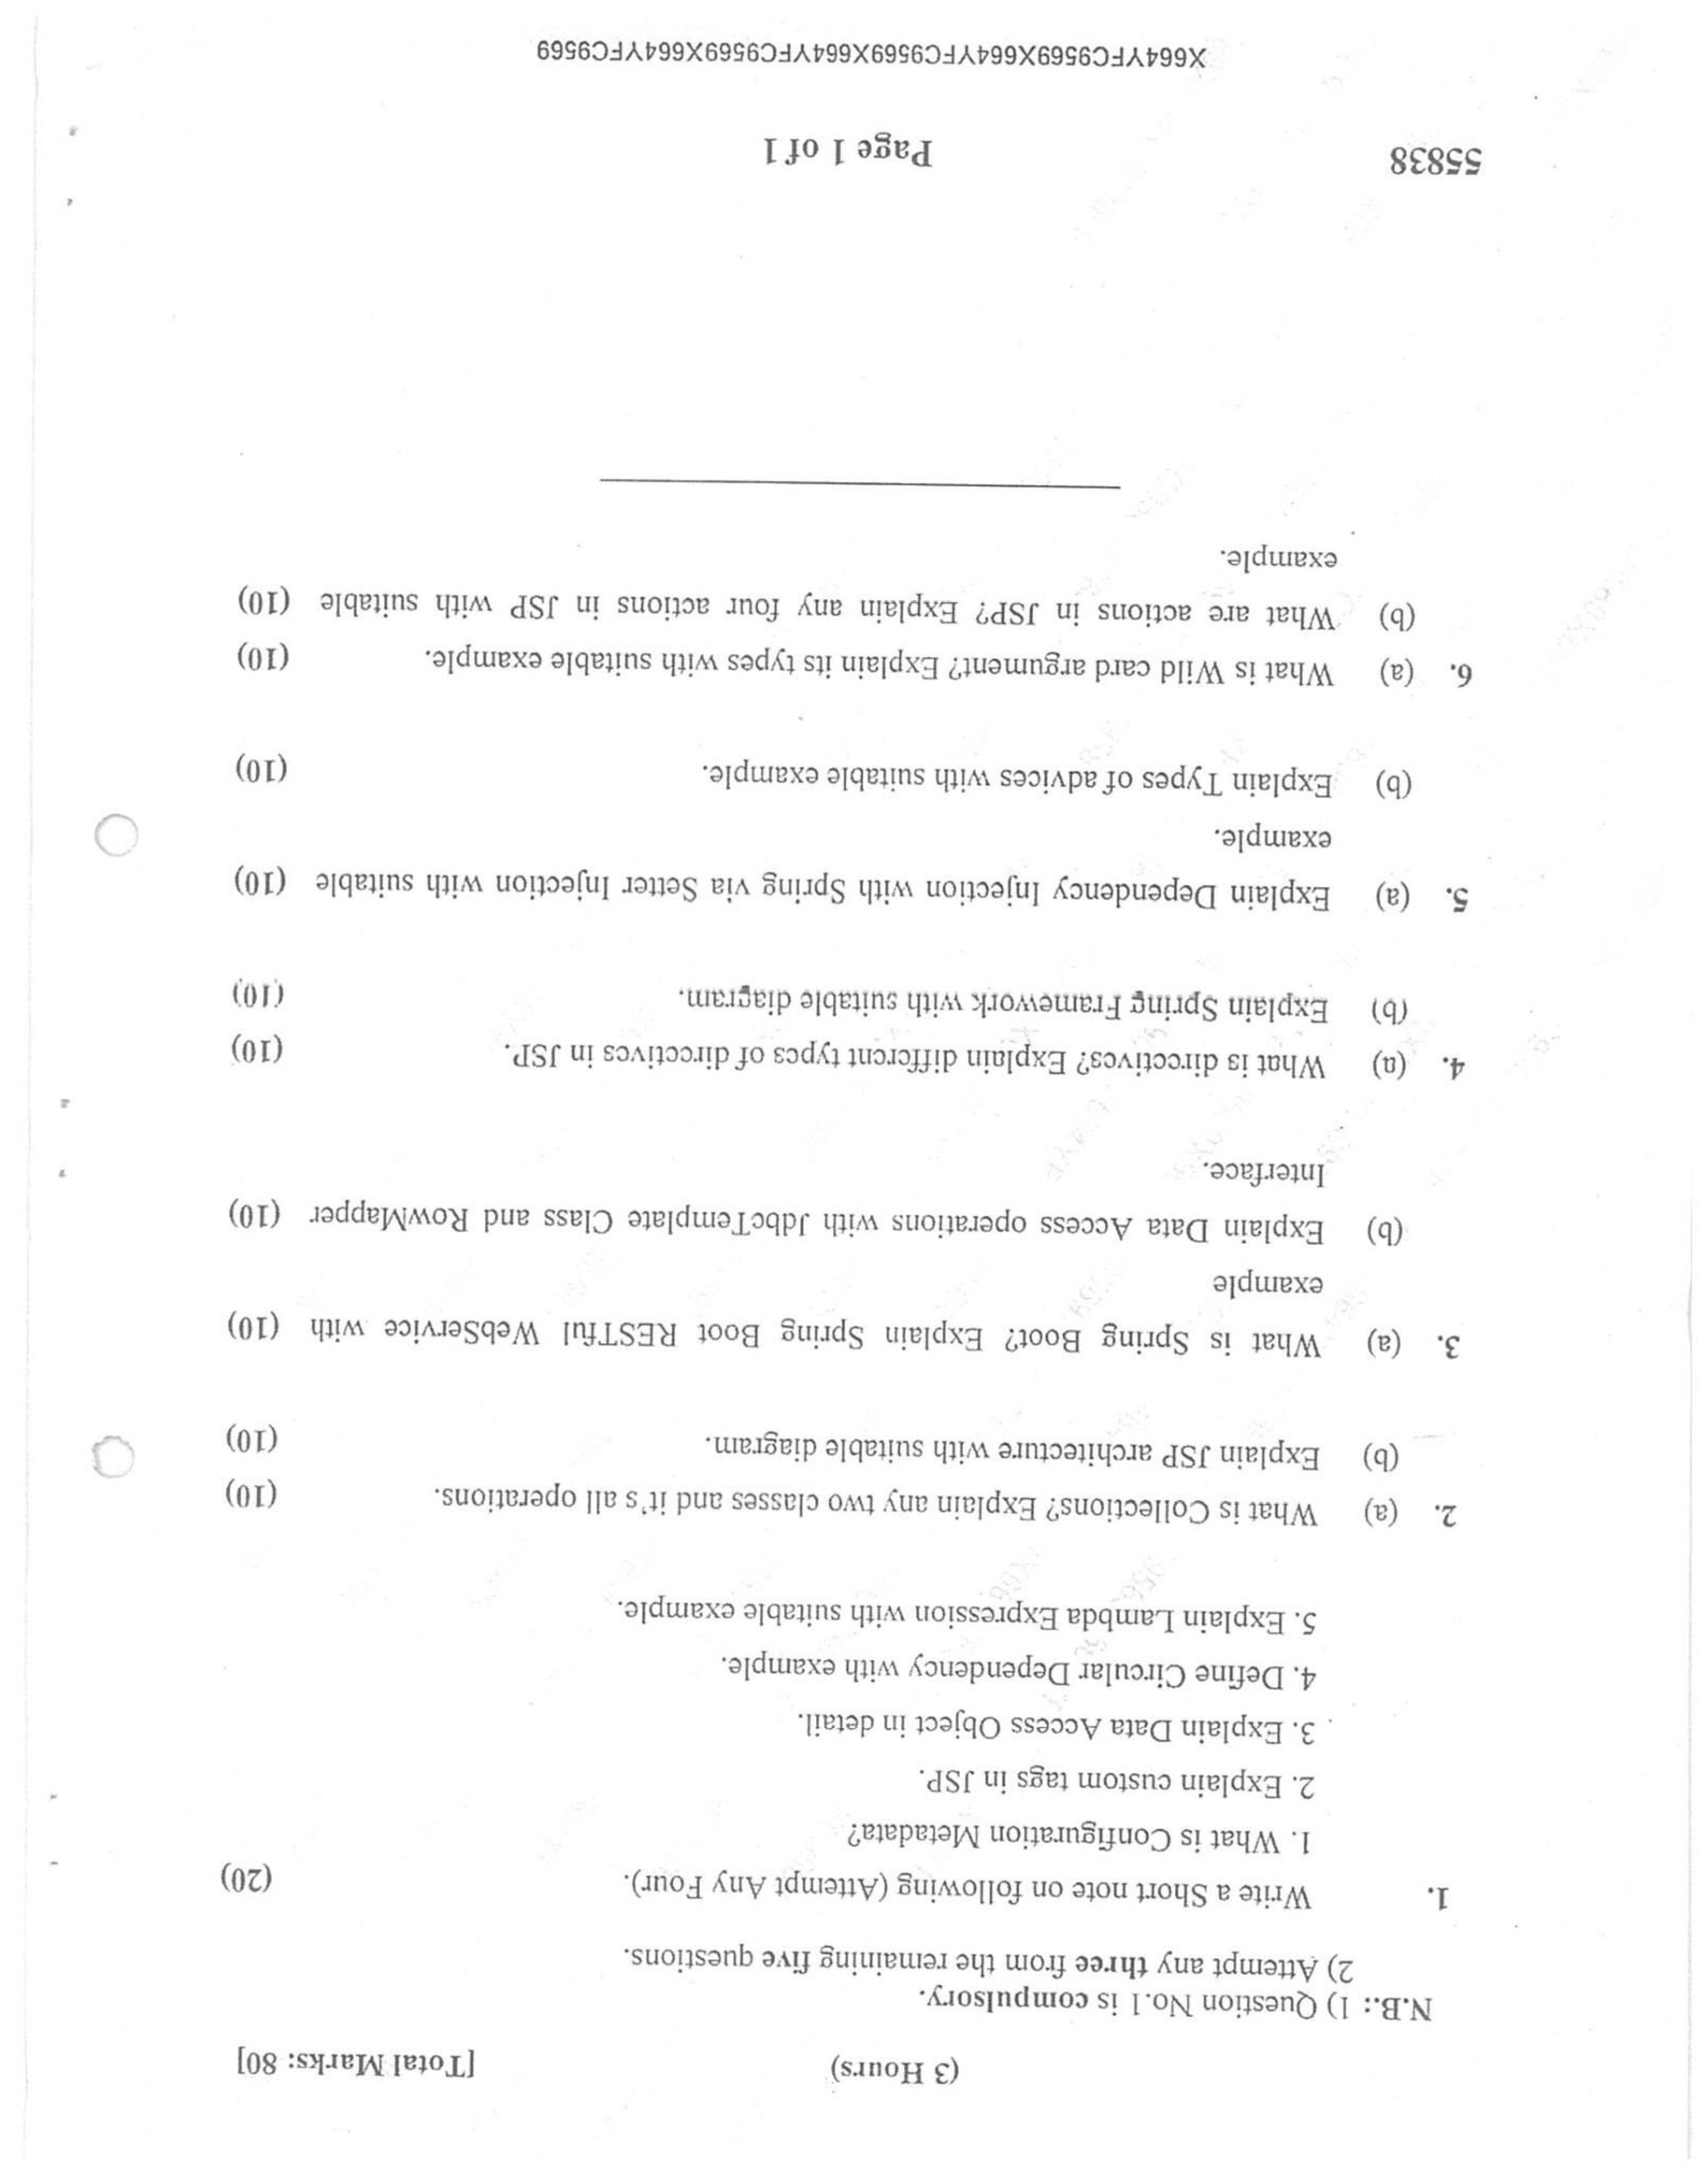 (3 Hours) [Total Marks: 80]
N.B.: 1) Question No.1 is compulsory.
2) Attempt any three from the remaining five questions.
1. Write a Short note on following (Attempt Any Four). (20)
1. What is Configuration Metadata?
2. Explain custom tags in JSP.
3. Explain Data Access Object in detail.
4. Define Circular Dependency with example.
5. Explain Lambda Expression with suitable example.
2. (a) What is Collections? Explain any two classes and it's all operations. (10)
(b) Explain JSP architecture with suitable diagram. (10)
3. (a) What is Spring Boot? Explain Spring Boot RESTful WebService with (10)
example
(b) Explain Data Access operations with JdbcTemplate Class and RowMapper (10)
Interface.
4. (a) What is directives? Explain different types of directives in JSP. (10)
(b) Explain Spring Framework with suitable diagram. (10)
5. (a) Explain Dependency Injection with Spring via Setter Injection with suitable (10)
example.
(b) Explain Types of advices with suitable example. (10)
6. (a) What is Wild card argument? Explain its types with suitable example. (10)
(b) What are actions in JSP? Explain any four actions in JSP with suitable (10)
example.
55838 Page 1 of 1
X664YFC9569X664YFC9569X664YFC9569X664YFC9569